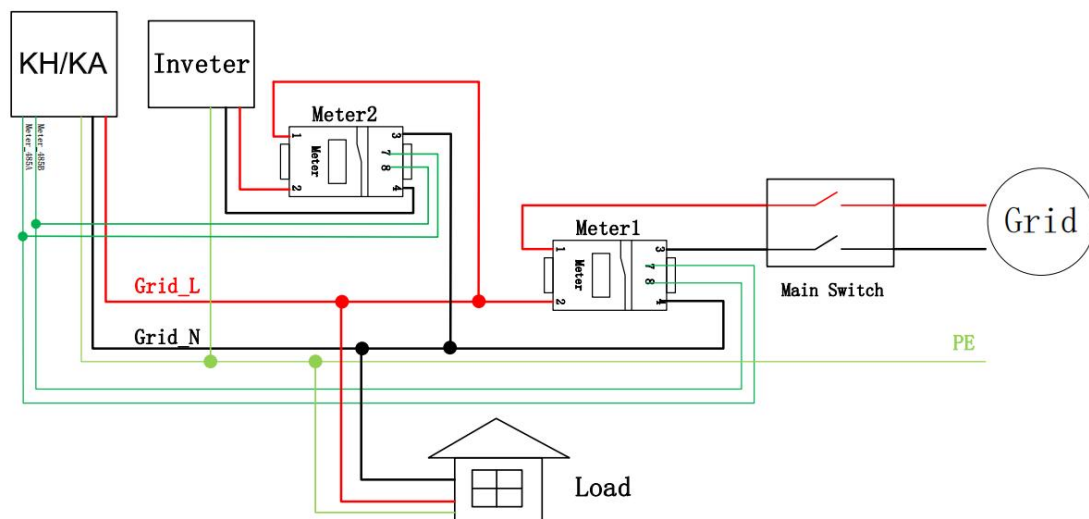 KH/KA
Inveter
Meter_485A
Meter_485B
Meter2
1
3
Meter
7
8
2
4
Meter1
1
3
Meter
7
8
2
4
Grid
Main Switch
Grid_L
Grid_N
PE
Load